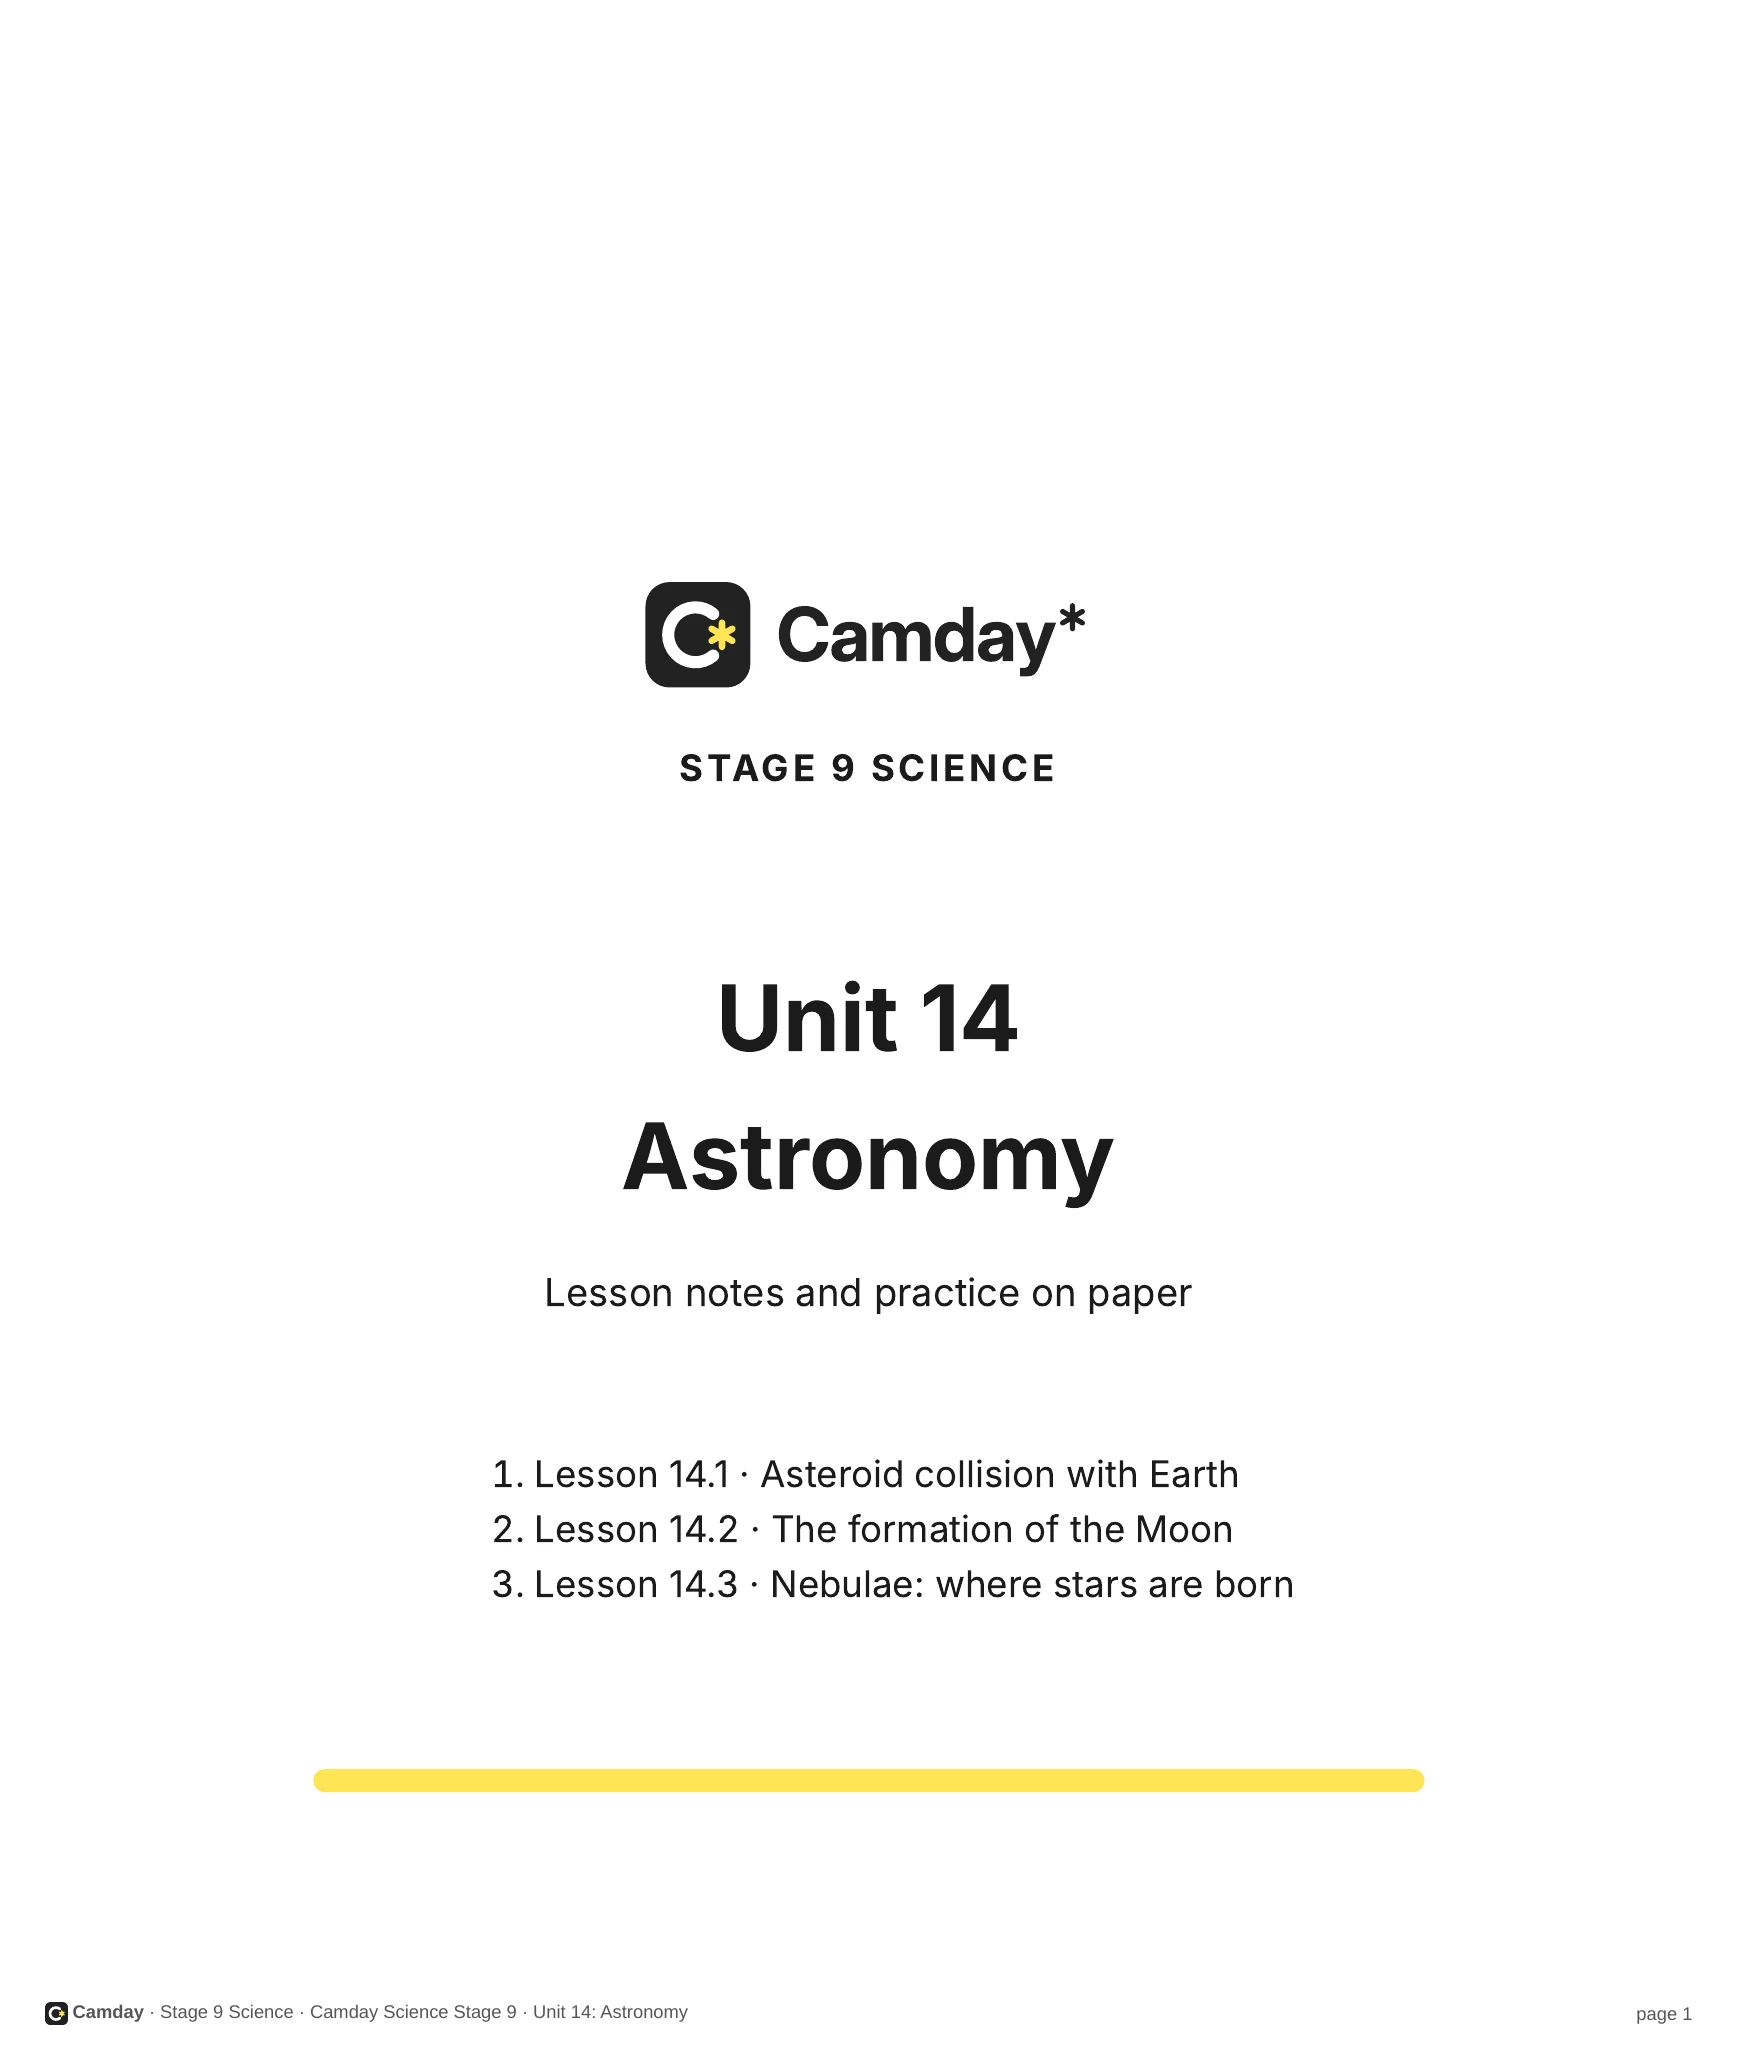 Camday*
STAGE 9 SCIENCE
Unit 14
Astronomy
Lesson notes and practice on paper
1. Lesson 14.1 · Asteroid collision with Earth
2. Lesson 14.2 · The formation of the Moon
3. Lesson 14.3 · Nebulae: where stars are born
Camday · Stage 9 Science · Camday Science Stage 9 · Unit 14: Astronomy
page 1